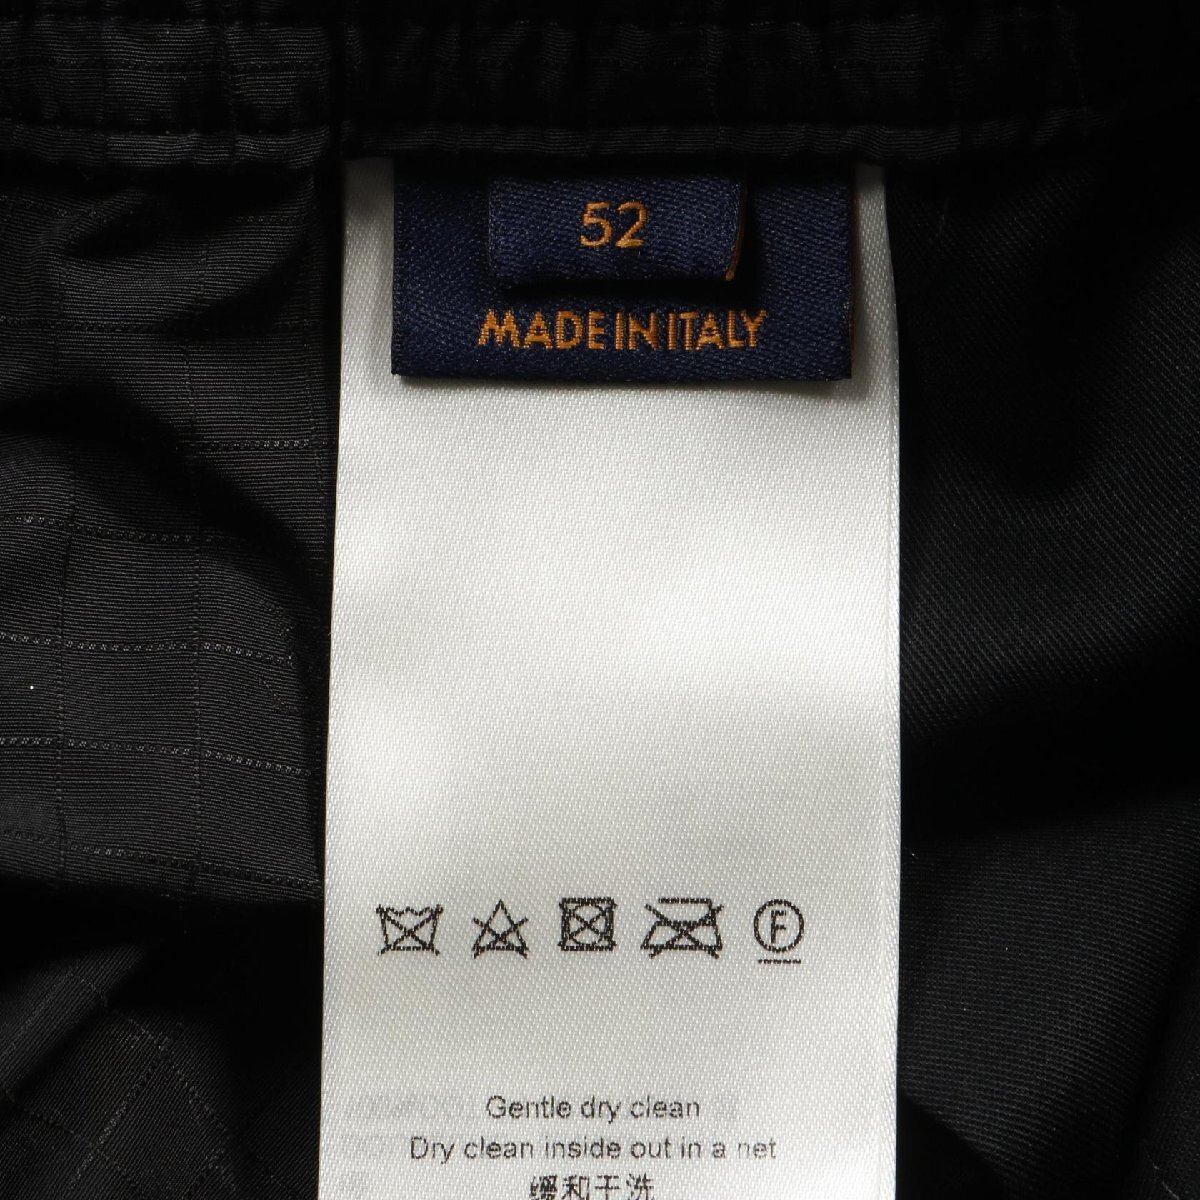 52
MADE IN ITALY
F
Gentle dry clean
Dry clean inside out in a net
缓和干洗